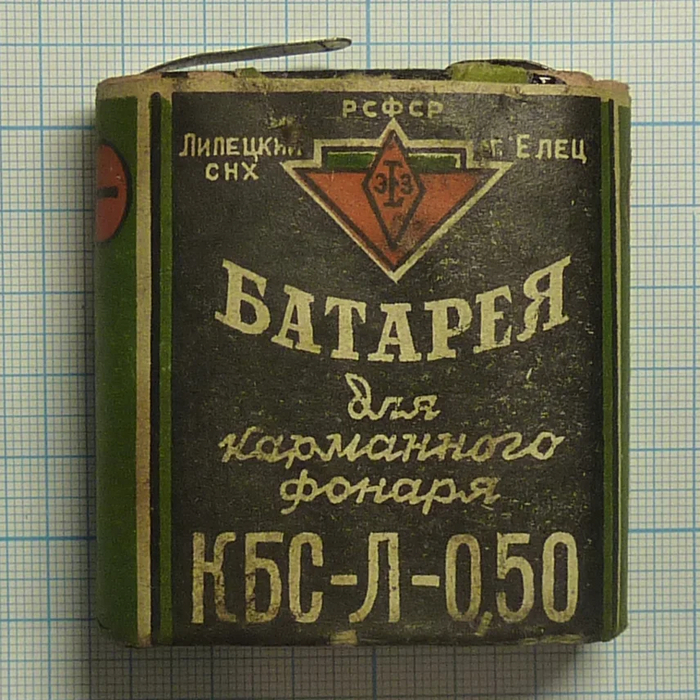 РСФСР
Липецкий г. Елец
СНХ
ЭЗ
БАТАРЕЯ
для
карманного
фонаря
КБС-Л-0,50